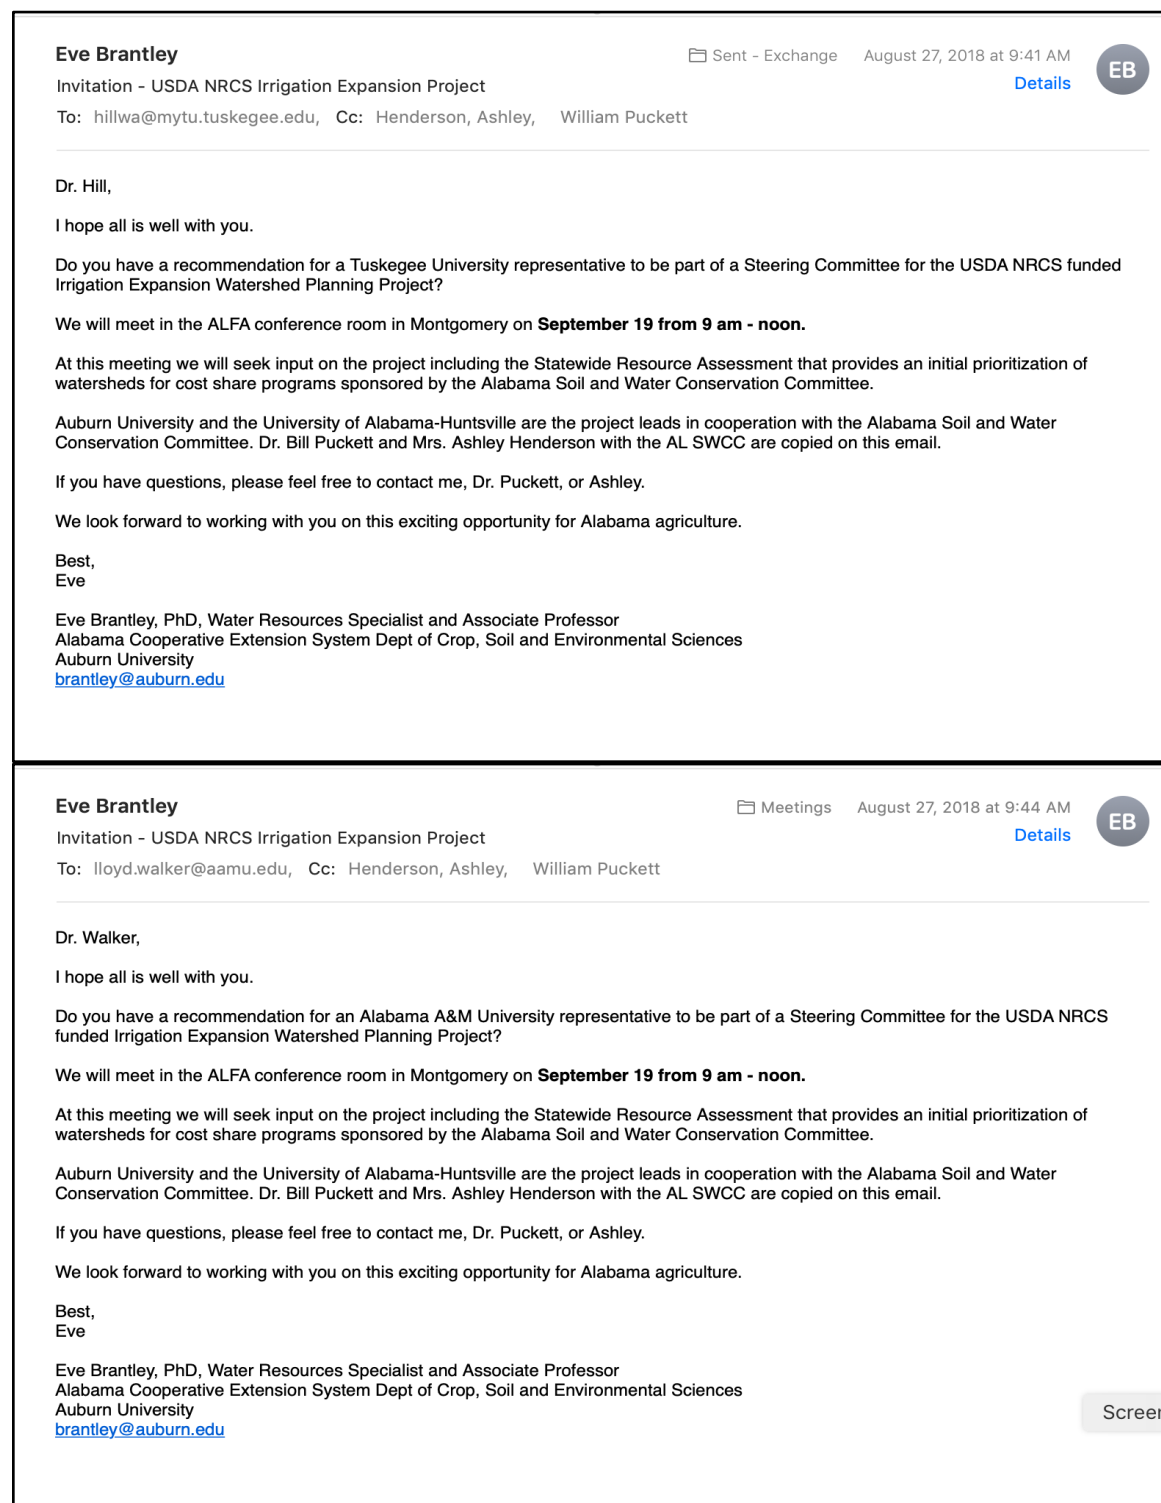 Eve Brantley
Sent - Exchange August 27, 2018 at 9:41 AM
EB
Invitation - USDA NRCS Irrigation Expansion Project
Details
To: hillwa@mytu.tuskegee.edu, Cc: Henderson, Ashley, William Puckett
Dr. Hill,
I hope all is well with you.
Do you have a recommendation for a Tuskegee University representative to be part of a Steering Committee for the USDA NRCS funded
Irrigation Expansion Watershed Planning Project?
We will meet in the ALFA conference room in Montgomery on September 19 from 9 am - noon.
At this meeting we will seek input on the project including the Statewide Resource Assessment that provides an initial prioritization of
watersheds for cost share programs sponsored by the Alabama Soil and Water Conservation Committee.
Auburn University and the University of Alabama-Huntsville are the project leads in cooperation with the Alabama Soil and Water
Conservation Committee. Dr. Bill Puckett and Mrs. Ashley Henderson with the AL SWCC are copied on this email.
If you have questions, please feel free to contact me, Dr. Puckett, or Ashley.
We look forward to working with you on this exciting opportunity for Alabama agriculture.
Best,
Eve
Eve Brantley, PhD, Water Resources Specialist and Associate Professor
Alabama Cooperative Extension System Dept of Crop, Soil and Environmental Sciences
Auburn University
brantley@auburn.edu
Eve Brantley
Meetings August 27, 2018 at 9:44 AM
EB
Invitation - USDA NRCS Irrigation Expansion Project
Details
To: lloyd.walker@aamu.edu, Cc: Henderson, Ashley, William Puckett
Dr. Walker,
I hope all is well with you.
Do you have a recommendation for an Alabama A&M University representative to be part of a Steering Committee for the USDA NRCS
funded Irrigation Expansion Watershed Planning Project?
We will meet in the ALFA conference room in Montgomery on September 19 from 9 am - noon.
At this meeting we will seek input on the project including the Statewide Resource Assessment that provides an initial prioritization of
watersheds for cost share programs sponsored by the Alabama Soil and Water Conservation Committee.
Auburn University and the University of Alabama-Huntsville are the project leads in cooperation with the Alabama Soil and Water
Conservation Committee. Dr. Bill Puckett and Mrs. Ashley Henderson with the AL SWCC are copied on this email.
If you have questions, please feel free to contact me, Dr. Puckett, or Ashley.
We look forward to working with you on this exciting opportunity for Alabama agriculture.
Best,
Eve
Eve Brantley, PhD, Water Resources Specialist and Associate Professor
Alabama Cooperative Extension System Dept of Crop, Soil and Environmental Sciences
Auburn University
brantley@auburn.edu